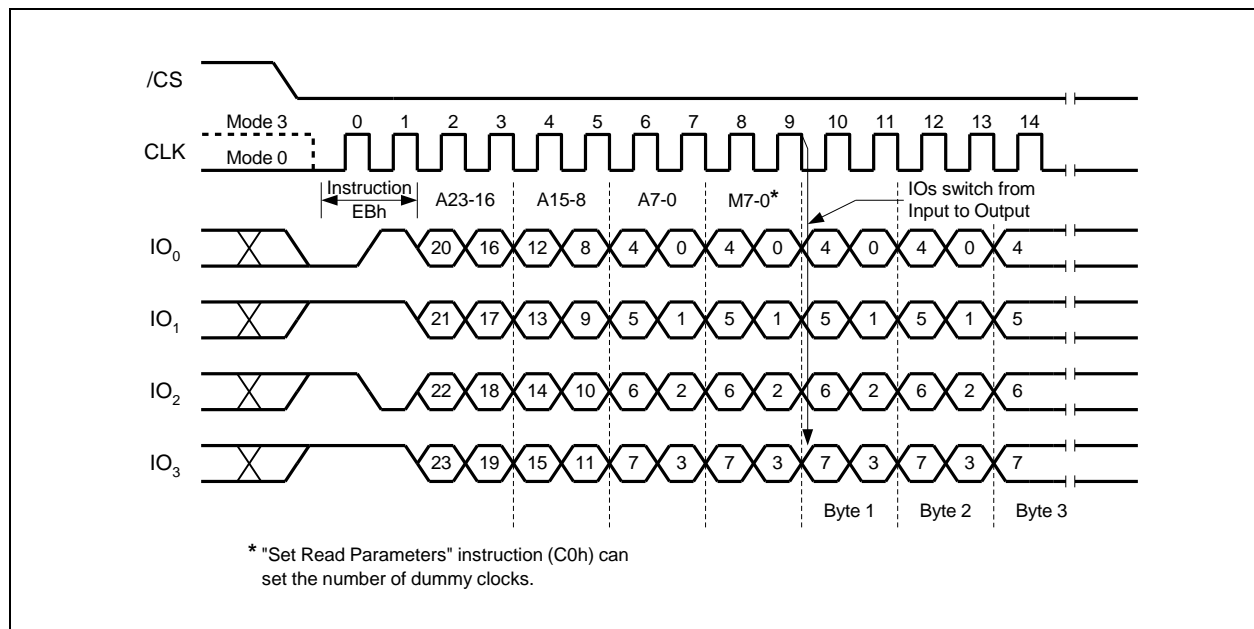 /CS
Mode 3
0 1 2 3 4 5 6 7 8 9 10 11 12 13 14
CLK
Mode 0
Instruction
EBh
A23-16 A15-8 A7-0 M7-0*
IOs switch from
Input to Output
IO0 20 16 12 8 4 0 4 0 4 0 4 0 4
IO1 21 17 13 9 5 1 5 1 5 1 5 1 5
IO2 22 18 14 10 6 2 6 2 6 2 6 2 6
IO3 23 19 15 11 7 3 7 3 7 3 7 3 7
Byte 1 Byte 2 Byte 3
* "Set Read Parameters" instruction (C0h) can
set the number of dummy clocks.